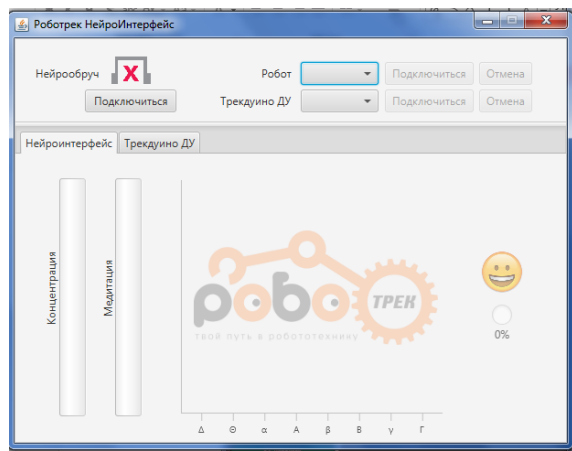 Роботрек НейроИнтерфейс
Нейрообруч
Робот
Подключиться
Отмена
Подключиться
Трекдуино ДУ
Подключиться
Отмена
Нейроинтерфейс
Трекдуино ДУ
Концентрация
Медитация
робо ТРЕК
твой путь в робототехнику
0%
Δ Θ α A β B γ Γ